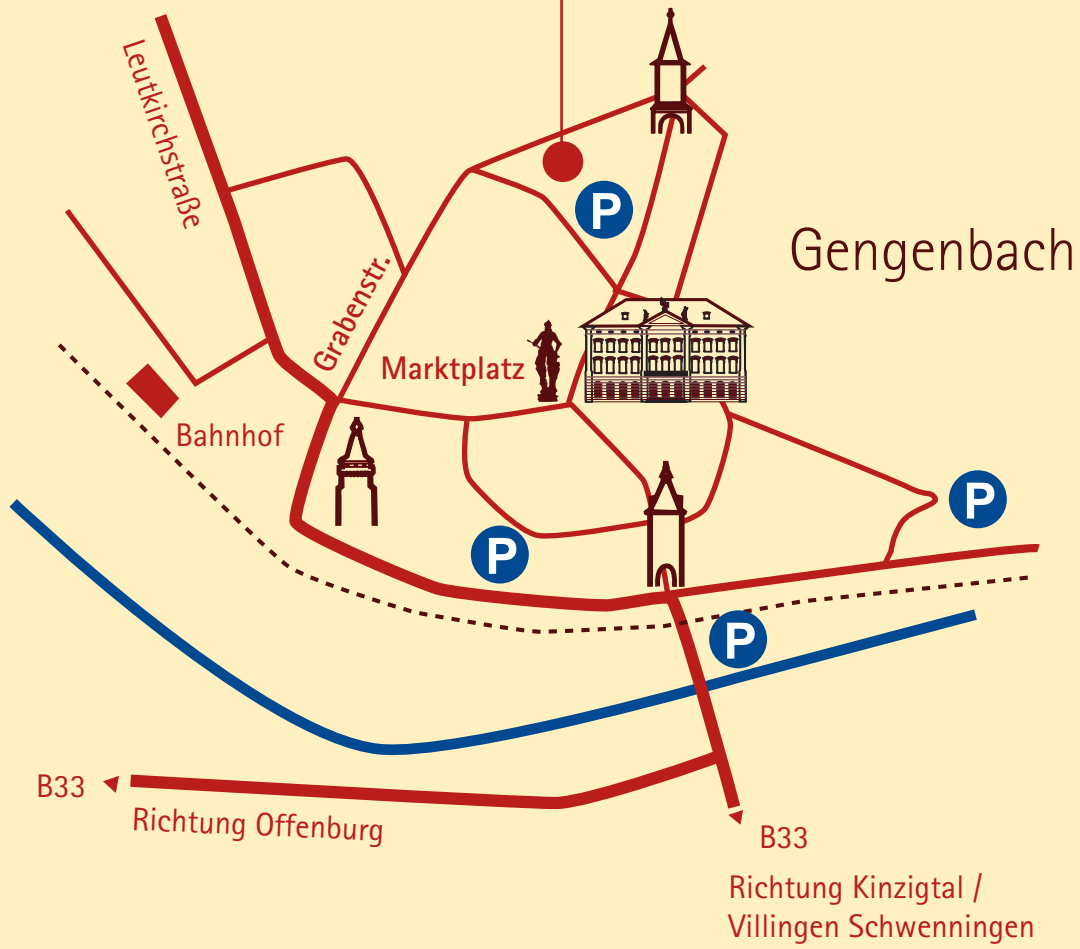 Leutkirchstraße
P
Gengenbach
Grabenstr.
Marktplatz
Bahnhof
P
P
P
B33
Richtung Offenburg
B33
Richtung Kinzigtal /
Villingen Schwenningen